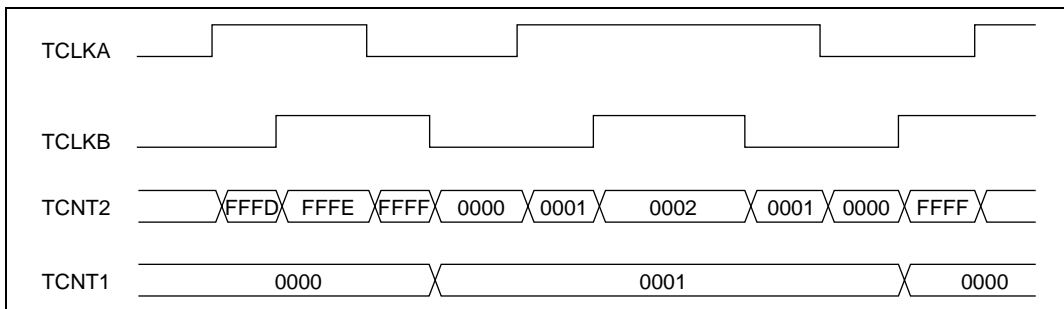 TCLKA
TCLKB
TCNT2 FFFD FFFE FFFF 0000 0001 0002 0001 0000 FFFF
TCNT1 0000 0001 0000